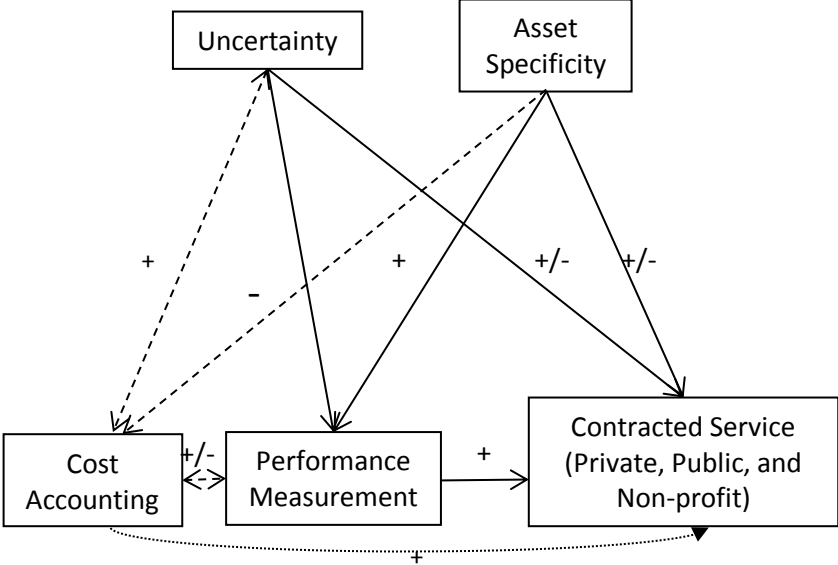 Uncertainty
Asset
Specificity
+
-
+
+/-
+/-
Cost
Accounting
+/-
Performance
Measurement
+
Contracted Service
(Private, Public, and
Non-profit)
+